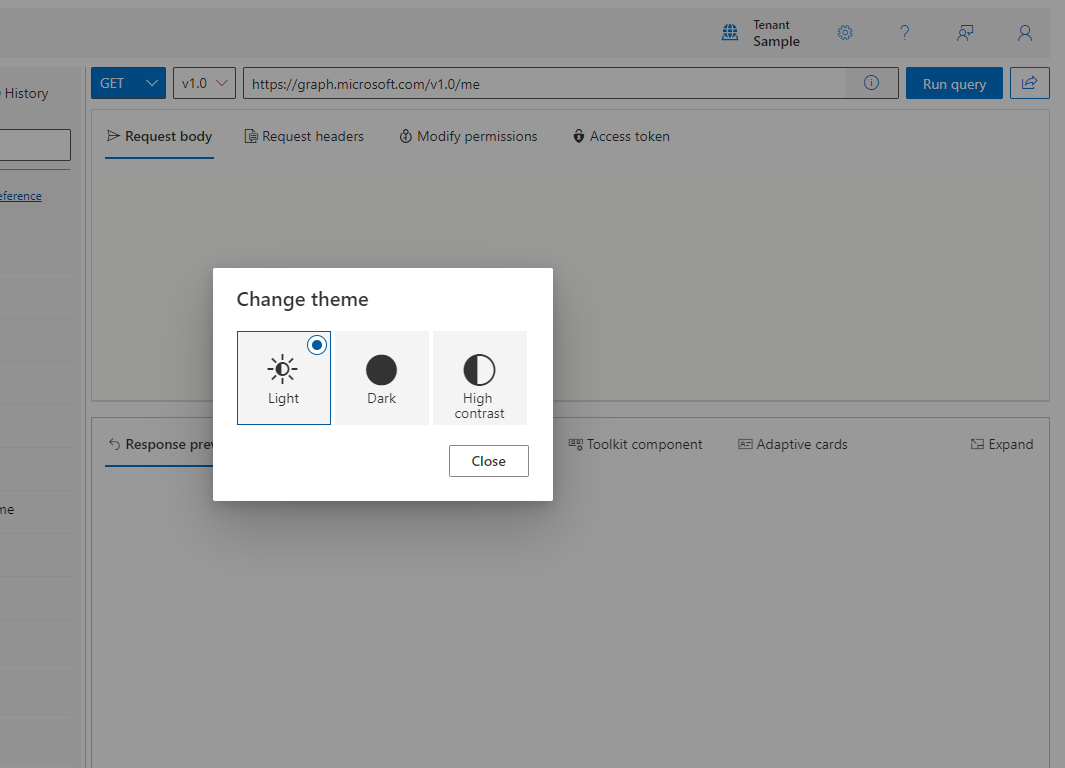 Tenant
Sample
History
GET
v1.0
https://graph.microsoft.com/v1.0/me
Run query
Request body
Request headers
Modify permissions
Access token
eference
Change theme
Light
Dark
High
contrast
Close
Response prev
Toolkit component
Adaptive cards
Expand
me